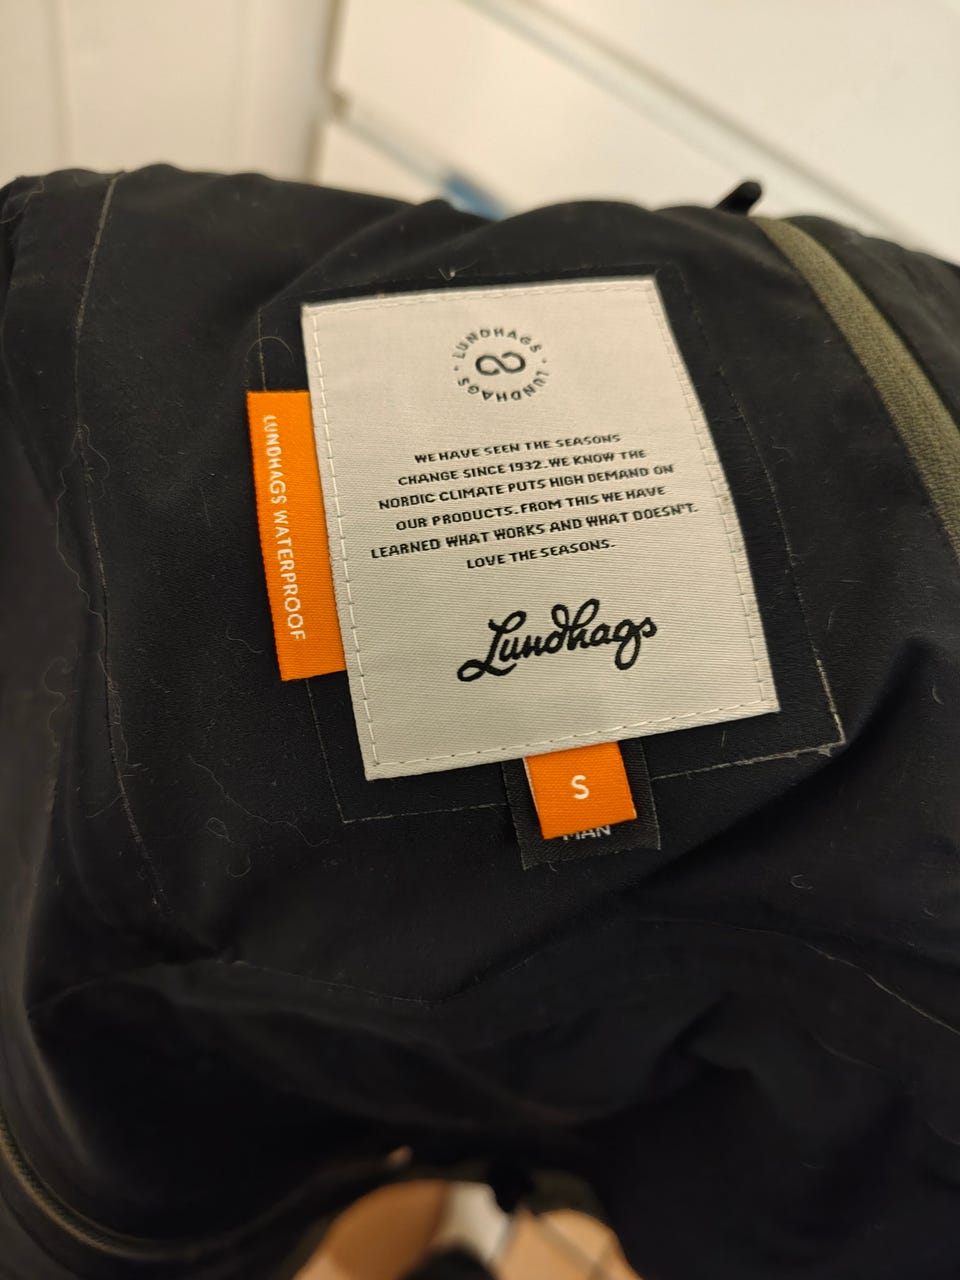 LUNDHAGS · LUNDHAGS ·
WE HAVE SEEN THE SEASONS
CHANGE SINCE 1932. WE KNOW THE
NORDIC CLIMATE PUTS HIGH DEMAND ON
OUR PRODUCTS. FROM THIS WE HAVE
LEARNED WHAT WORKS AND WHAT DOESN'T.
LOVE THE SEASONS.
Lundhags
LUNDHAGS WATERPROOF
S
MAN